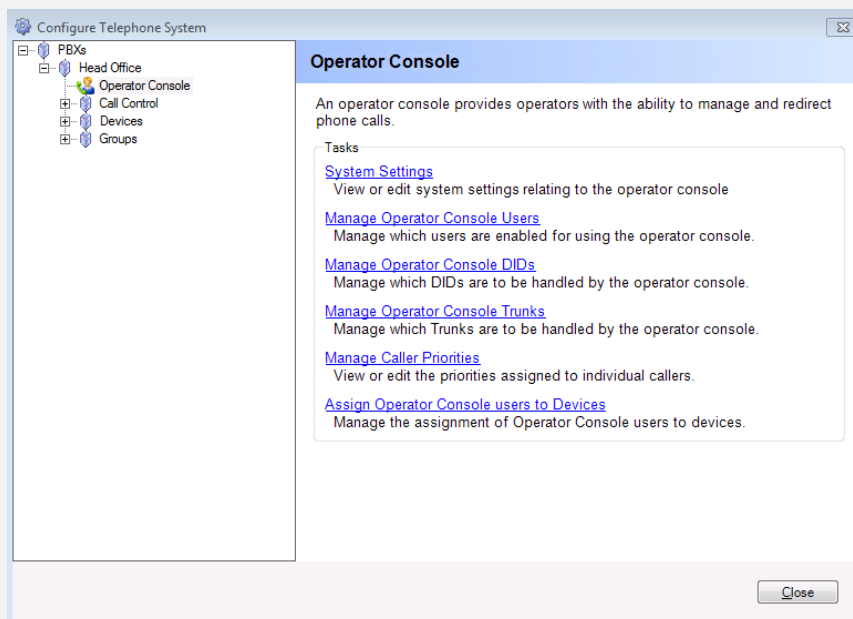 Configure Telephone System
PBXs
Head Office
Operator Console
Call Control
Devices
Groups
Operator Console
An operator console provides operators with the ability to manage and redirect
phone calls.
Tasks
System Settings
View or edit system settings relating to the operator console
Manage Operator Console Users
Manage which users are enabled for using the operator console.
Manage Operator Console DIDs
Manage which DIDs are to be handled by the operator console.
Manage Operator Console Trunks
Manage which Trunks are to be handled by the operator console.
Manage Caller Priorities
View or edit the priorities assigned to individual callers.
Assign Operator Console users to Devices
Manage the assignment of Operator Console users to devices.
Close